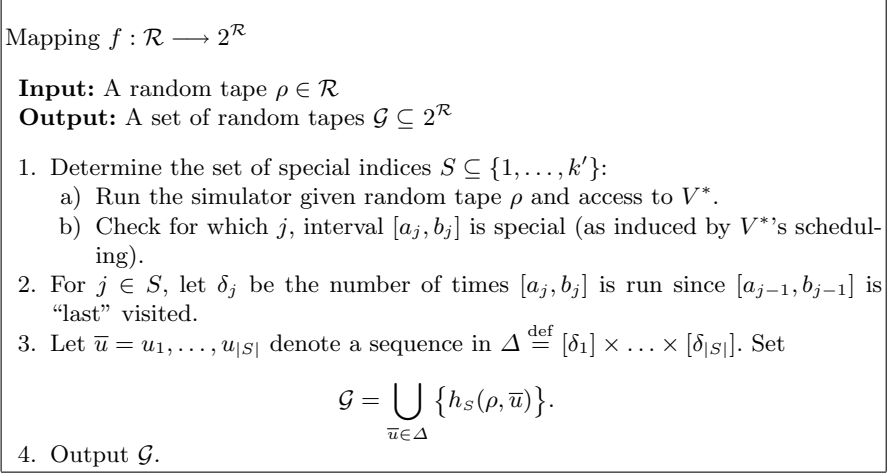 Mapping f : ℛ ⟶ 2^ℛ
Input: A random tape ρ ∈ ℛ
Output: A set of random tapes 𝒢 ⊆ 2^ℛ
1. Determine the set of special indices S ⊆ {1, . . . , k′}:
a) Run the simulator given random tape ρ and access to V*.
b) Check for which j, interval [a_j, b_j] is special (as induced by V*'s schedul-
ing).
2. For j ∈ S, let δ_j be the number of times [a_j, b_j] is run since [a_{j−1}, b_{j−1}] is
“last” visited.
3. Let u̅ = u_1, . . . , u_{|S|} denote a sequence in Δ def= [δ_1] × . . . × [δ_{|S|}]. Set
𝒢 = ⋃_{u̅∈Δ} {h_S(ρ, u̅)}.
4. Output 𝒢.